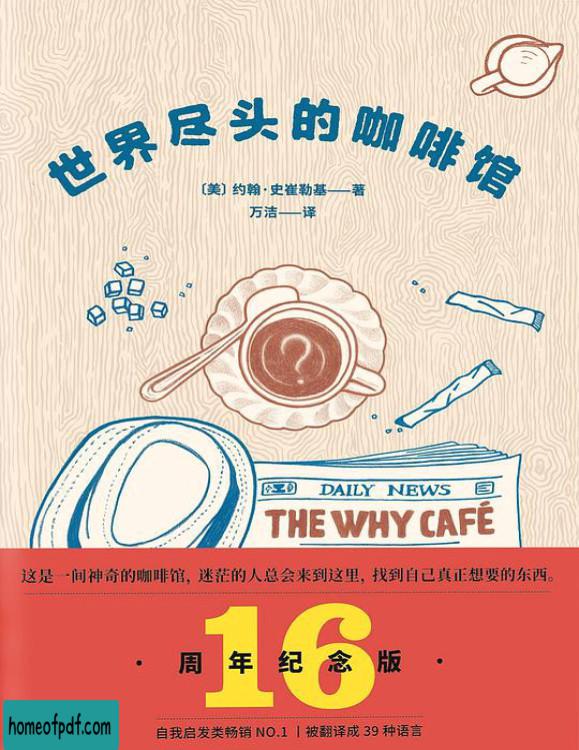 世界尽头的咖啡馆
〔美〕约翰·史崔勒基——著
万洁——译
DAILY NEWS
THE WHY CAFÉ
这是一间神奇的咖啡馆,迷茫的人总会来到这里,找到自己真正想要的东西。
16
·周年纪念版·
自我启发类畅销 NO.1 | 被翻译成 39 种语言
homeofpdf.com